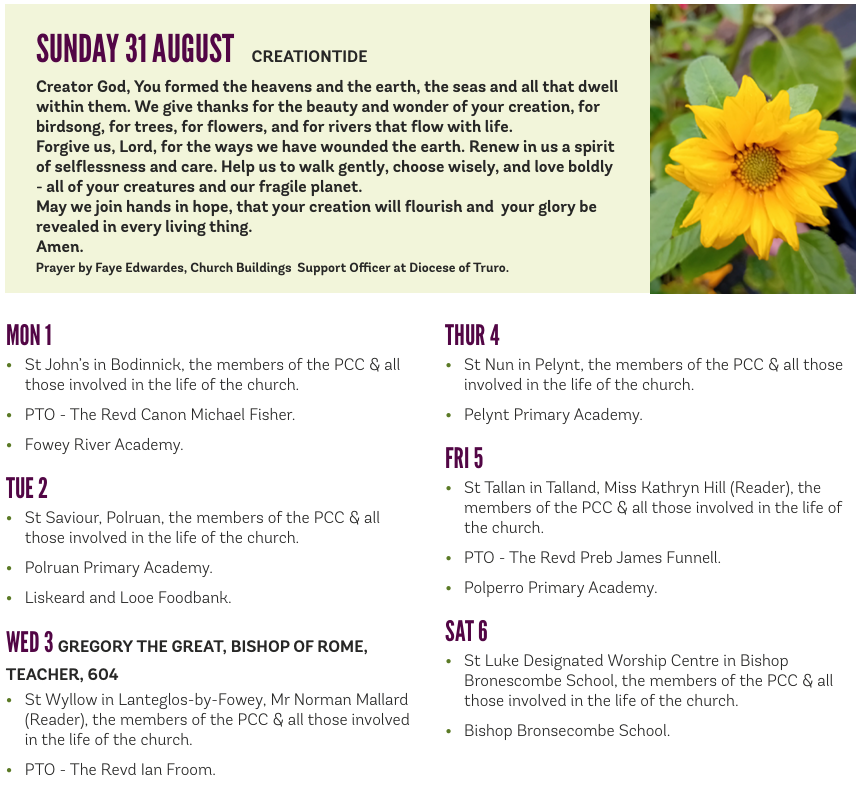 SUNDAY 31 AUGUST CREATIONTIDE
Creator God, You formed the heavens and the earth, the seas and all that dwell
within them. We give thanks for the beauty and wonder of your creation, for
birdsong, for trees, for flowers, and for rivers that flow with life.
Forgive us, Lord, for the ways we have wounded the earth. Renew in us a spirit
of selflessness and care. Help us to walk gently, choose wisely, and love boldly
- all of your creatures and our fragile planet.
May we join hands in hope, that your creation will flourish and your glory be
revealed in every living thing.
Amen.
Prayer by Faye Edwardes, Church Buildings Support Officer at Diocese of Truro.
MON 1
• St John's in Bodinnick, the members of the PCC & all
those involved in the life of the church.
• PTO - The Revd Canon Michael Fisher.
• Fowey River Academy.
TUE 2
• St Saviour, Polruan, the members of the PCC & all
those involved in the life of the church.
• Polruan Primary Academy.
• Liskeard and Looe Foodbank.
WED 3 GREGORY THE GREAT, BISHOP OF ROME,
TEACHER, 604
• St Wyllow in Lanteglos-by-Fowey, Mr Norman Mallard
(Reader), the members of the PCC & all those involved
in the life of the church.
• PTO - The Revd Ian Froom.
THUR 4
• St Nun in Pelynt, the members of the PCC & all those
involved in the life of the church.
• Pelynt Primary Academy.
FRI 5
• St Tallan in Talland, Miss Kathryn Hill (Reader), the
members of the PCC & all those involved in the life of
the church.
• PTO - The Revd Preb James Funnell.
• Polperro Primary Academy.
SAT 6
• St Luke Designated Worship Centre in Bishop
Bronescombe School, the members of the PCC & all
those involved in the life of the church.
• Bishop Bronsecombe School.